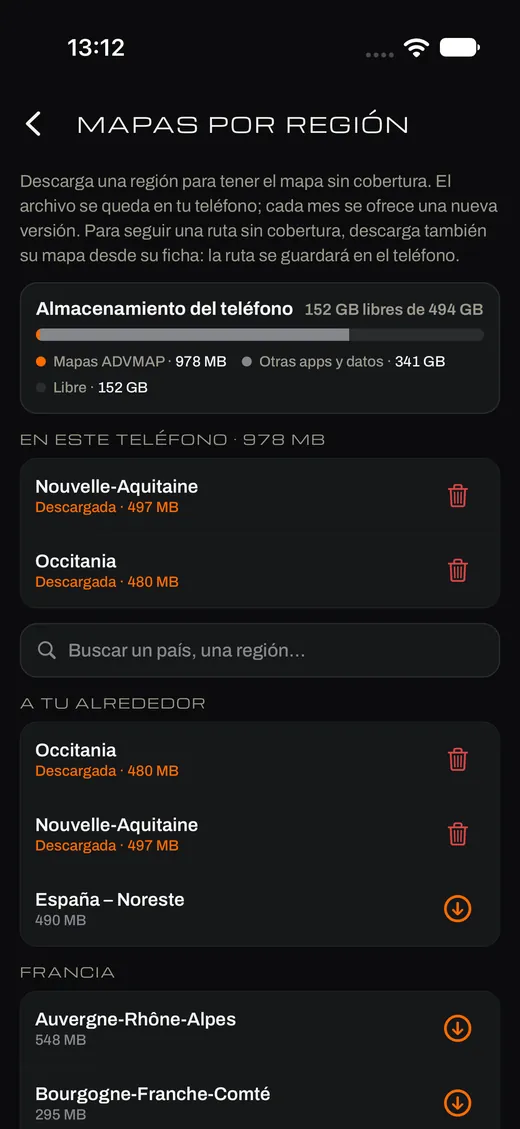 13:12
MAPAS POR REGIÓN
Descarga una región para tener el mapa sin cobertura. El
archivo se queda en tu teléfono; cada mes se ofrece una nueva
versión. Para seguir una ruta sin cobertura, descarga también
su mapa desde su ficha: la ruta se guardará en el teléfono.
Almacenamiento del teléfono 152 GB libres de 494 GB
Mapas ADVMAP · 978 MB Otras apps y datos · 341 GB
Libre · 152 GB
EN ESTE TELÉFONO · 978 MB
Nouvelle-Aquitaine
Descargada · 497 MB
Occitania
Descargada · 480 MB
Buscar un país, una región...
A TU ALREDEDOR
Occitania
Descargada · 480 MB
Nouvelle-Aquitaine
Descargada · 497 MB
España – Noreste
490 MB
FRANCIA
Auvergne-Rhône-Alpes
548 MB
Bourgogne-Franche-Comté
295 MB